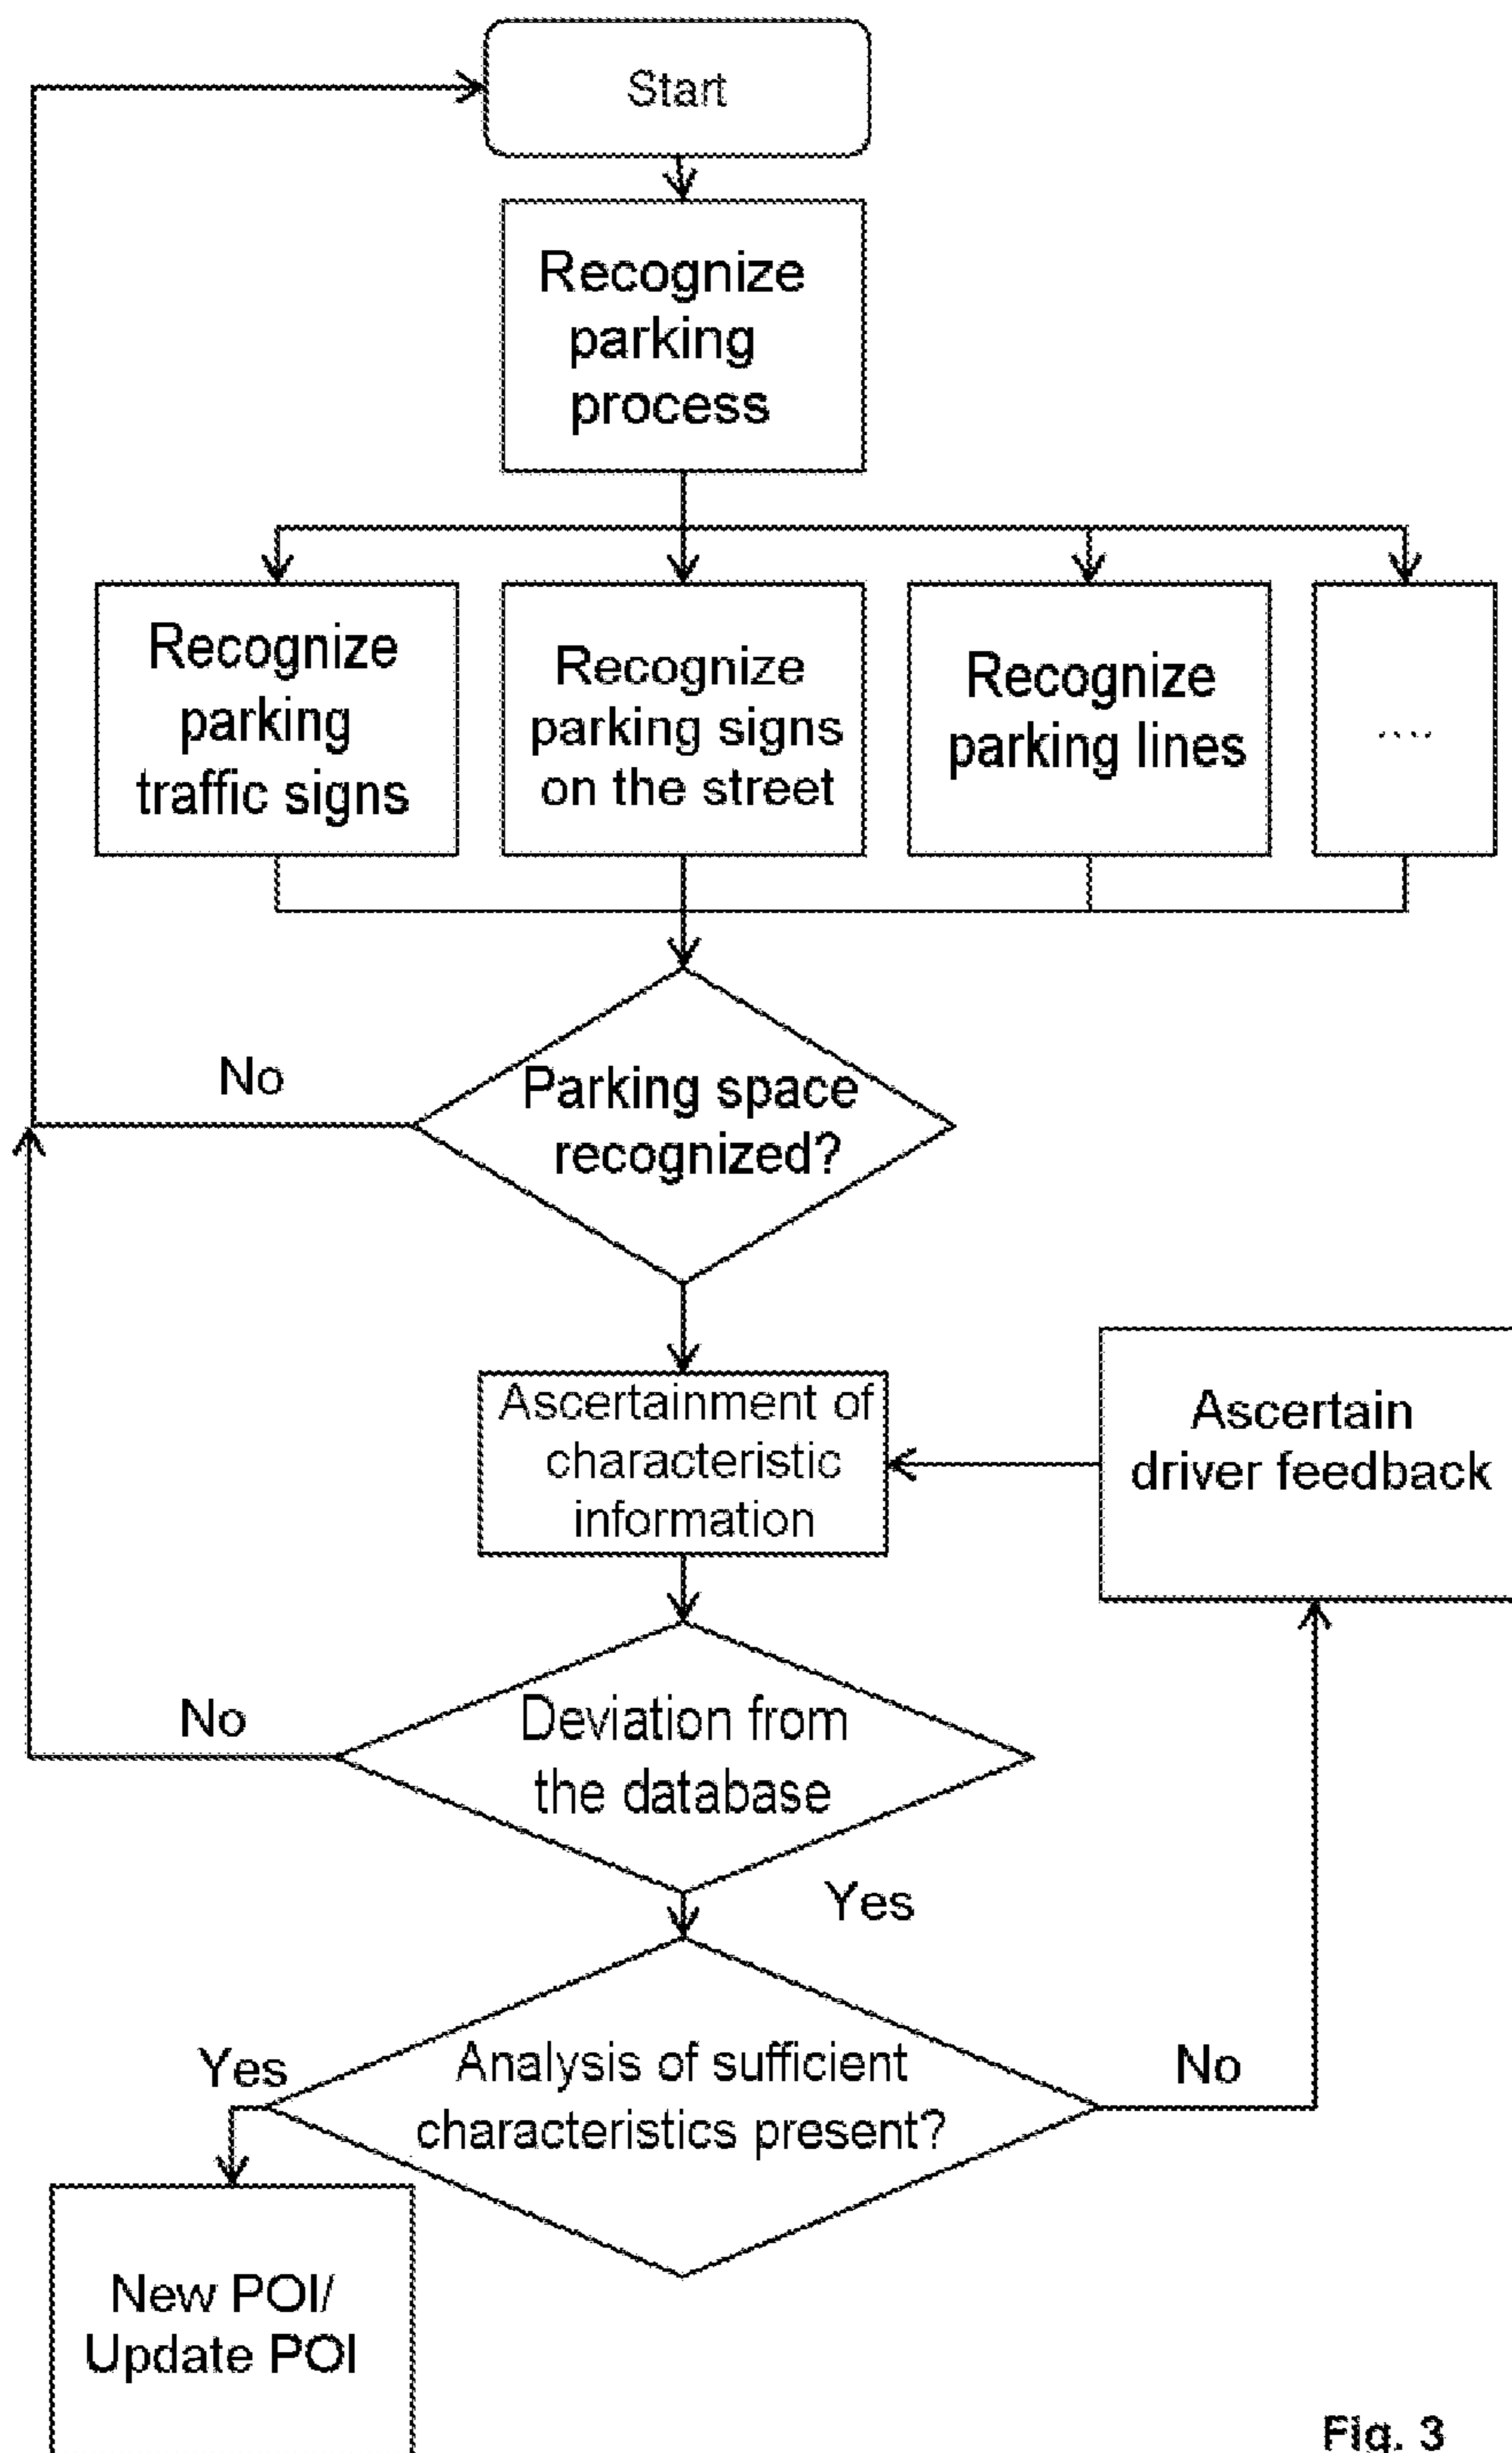 Start
Recognize
parking
process
Recognize
parking
traffic signs
Recognize
parking signs
on the street
Recognize
parking lines
....
No
Parking space
recognized?
Ascertainment of
characteristic
information
Ascertain
driver feedback
No
Deviation from
the database
Yes
Yes
Analysis of sufficient
characteristics present?
No
New POI/
Update POI
Fig. 3